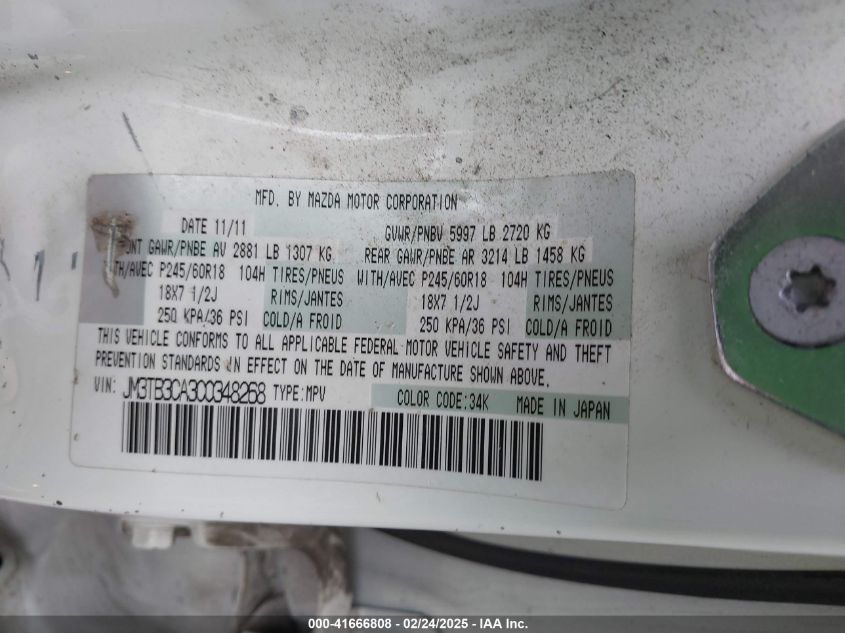 MFD. BY MAZDA MOTOR CORPORATION
DATE 11/11 GVWR/PNBV 5997 LB 2720 KG
GAWR/PNBE AV 2881 LB 1307 KG REAR GAWR/PNBE AR 3214 LB 1458 KG
WITH/AVEC P245/60R18 104H TIRES/PNEUS WITH/AVEC P245/60R18 104H TIRES/PNEUS
18X7 1/2J RIMS/JANTES 18X7 1/2J RIMS/JANTES
250 KPA/36 PSI COLD/A FROID 250 KPA/36 PSI COLD/A FROID
THIS VEHICLE CONFORMS TO ALL APPLICABLE FEDERAL MOTOR VEHICLE SAFETY AND THEFT
PREVENTION STANDARDS IN EFFECT ON THE DATE OF MANUFACTURE SHOWN ABOVE.
VIN: JM3TB3CA3C0348268 TYPE:MPV COLOR CODE:34K MADE IN JAPAN
000-41666808 - 02/24/2025 - IAA Inc.